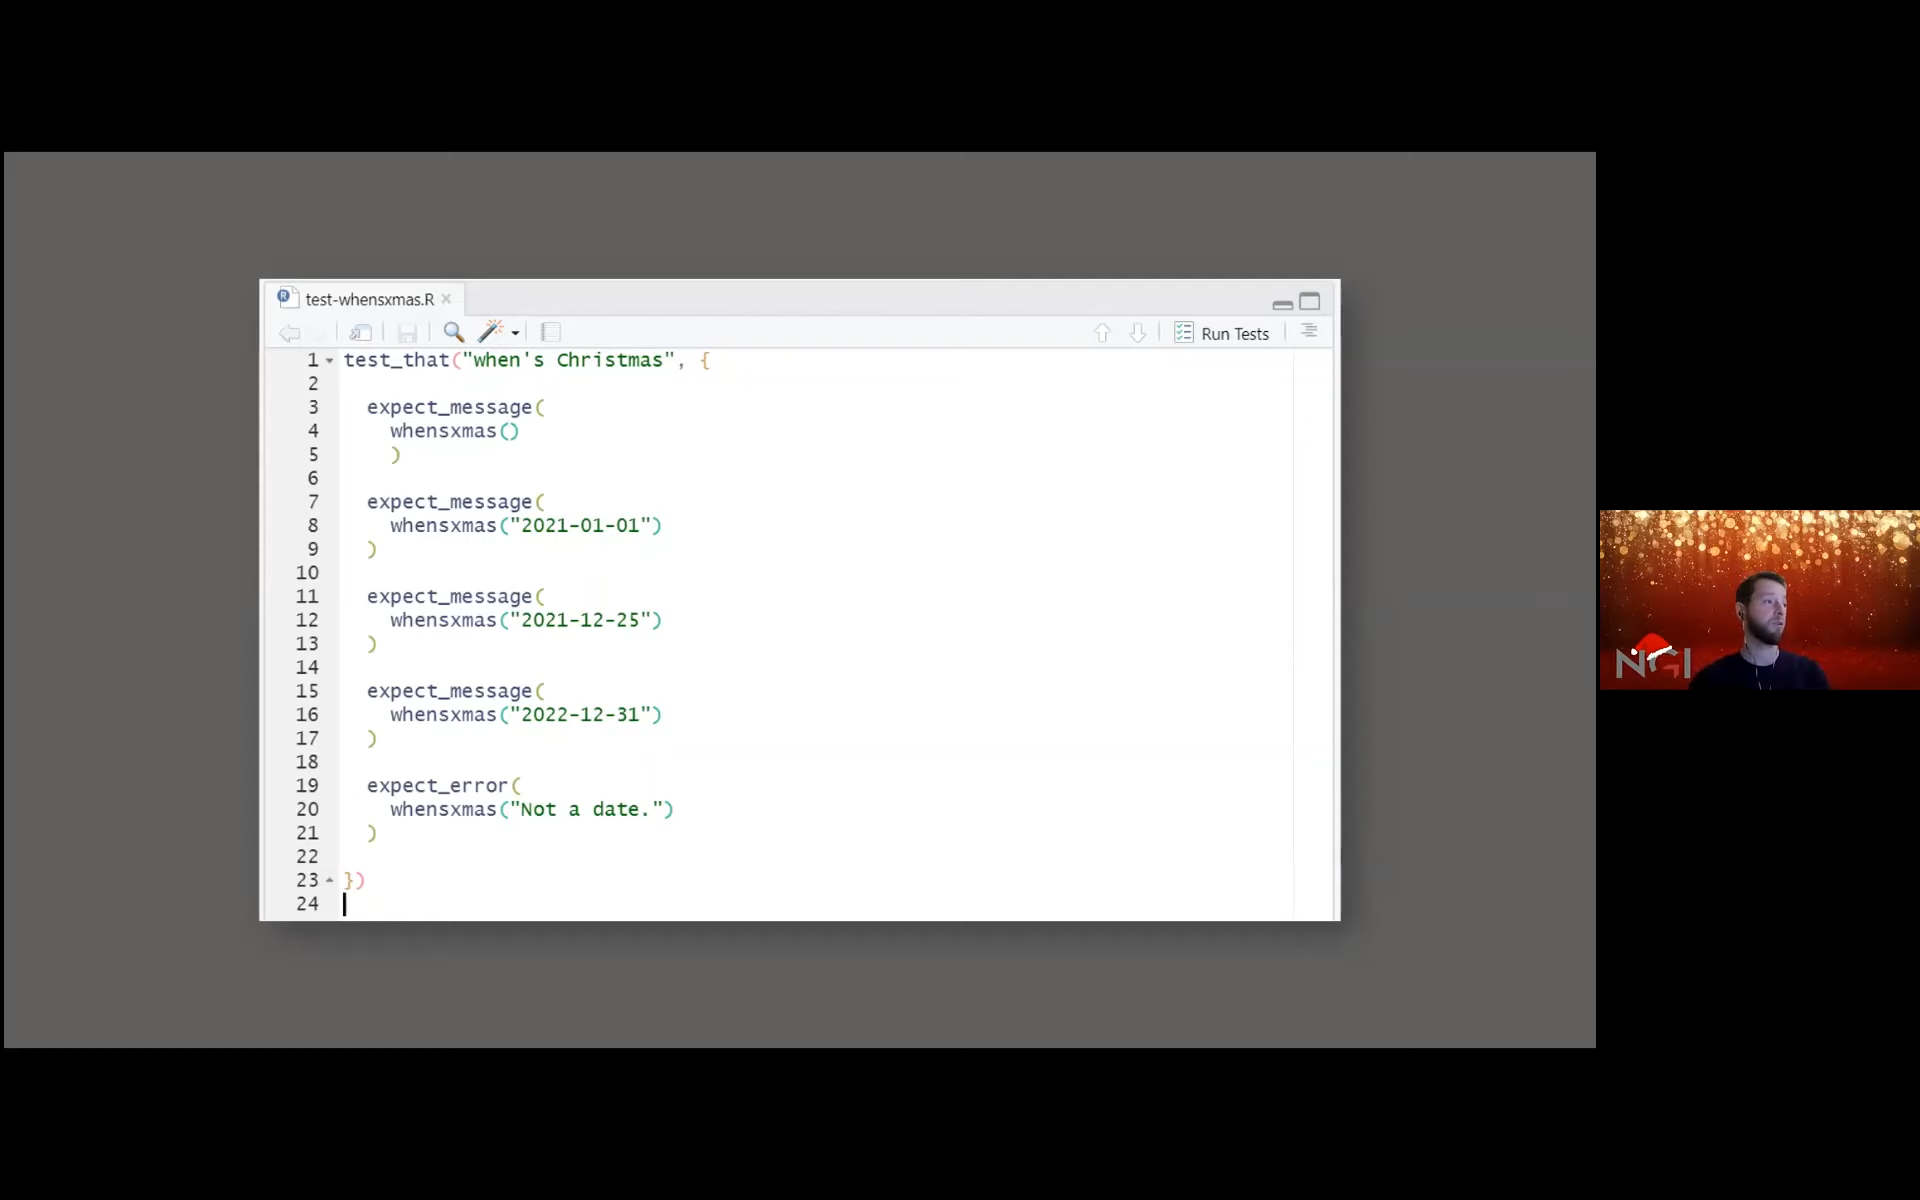 test-whensxmas.R
Run Tests
1 test_that("when's Christmas", {
2
3 expect_message(
4 whensxmas()
5 )
6
7 expect_message(
8 whensxmas("2021-01-01")
9 )
10
11 expect_message(
12 whensxmas("2021-12-25")
13 )
14
15 expect_message(
16 whensxmas("2022-12-31")
17 )
18
19 expect_error(
20 whensxmas("Not a date.")
21 )
22
23 })
24
NGI